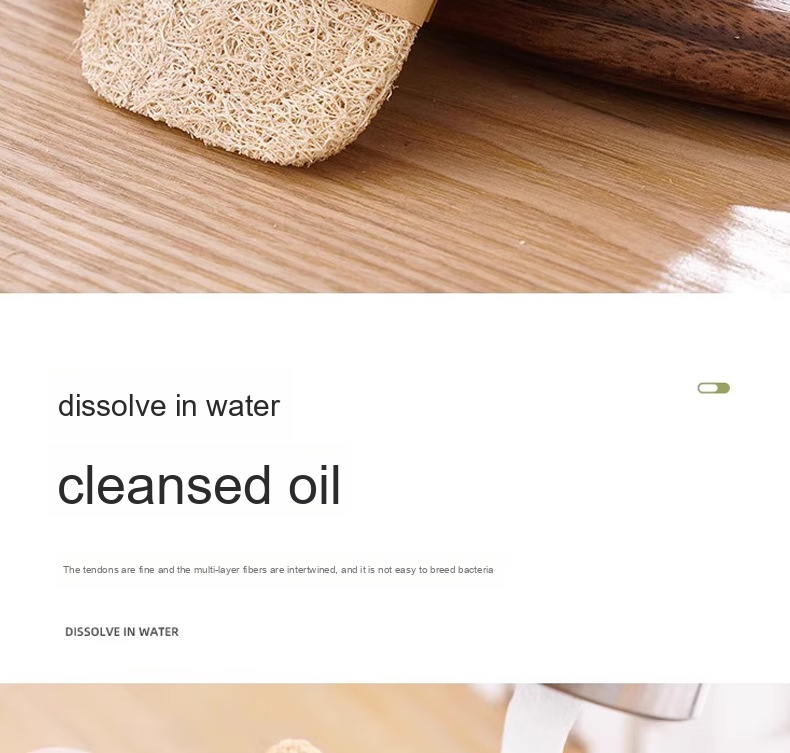 dissolve in water
cleansed oil
The tendons are fine and the multi-layer fibers are intertwined, and it is not easy to breed bacteria
DISSOLVE IN WATER